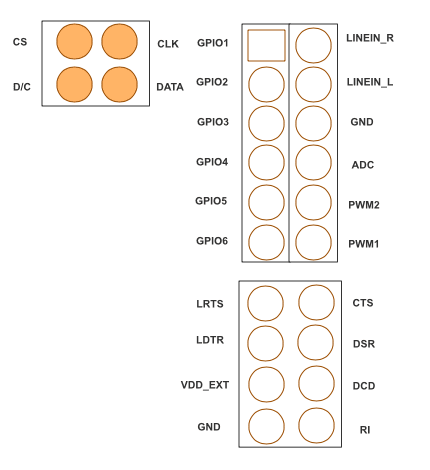 CS
CLK
D/C
DATA
GPIO1
LINEIN_R
GPIO2
LINEIN_L
GPIO3
GND
GPIO4
ADC
GPIO5
PWM2
GPIO6
PWM1
LRTS
CTS
LDTR
DSR
VDD_EXT
DCD
GND
RI